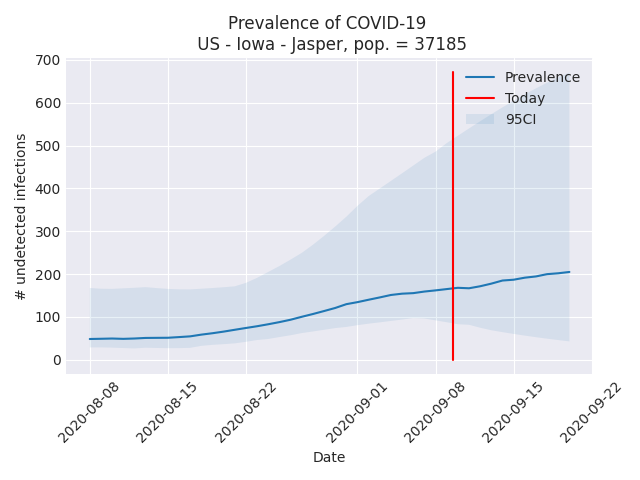 Prevalence of COVID-19
US - Iowa - Jasper, pop. = 37185
700
600
500
400
300
200
100
0
# undetected infections
Prevalence
Today
95CI
2020-08-08
2020-08-15
2020-08-22
2020-09-01
2020-09-08
2020-09-15
2020-09-22
Date